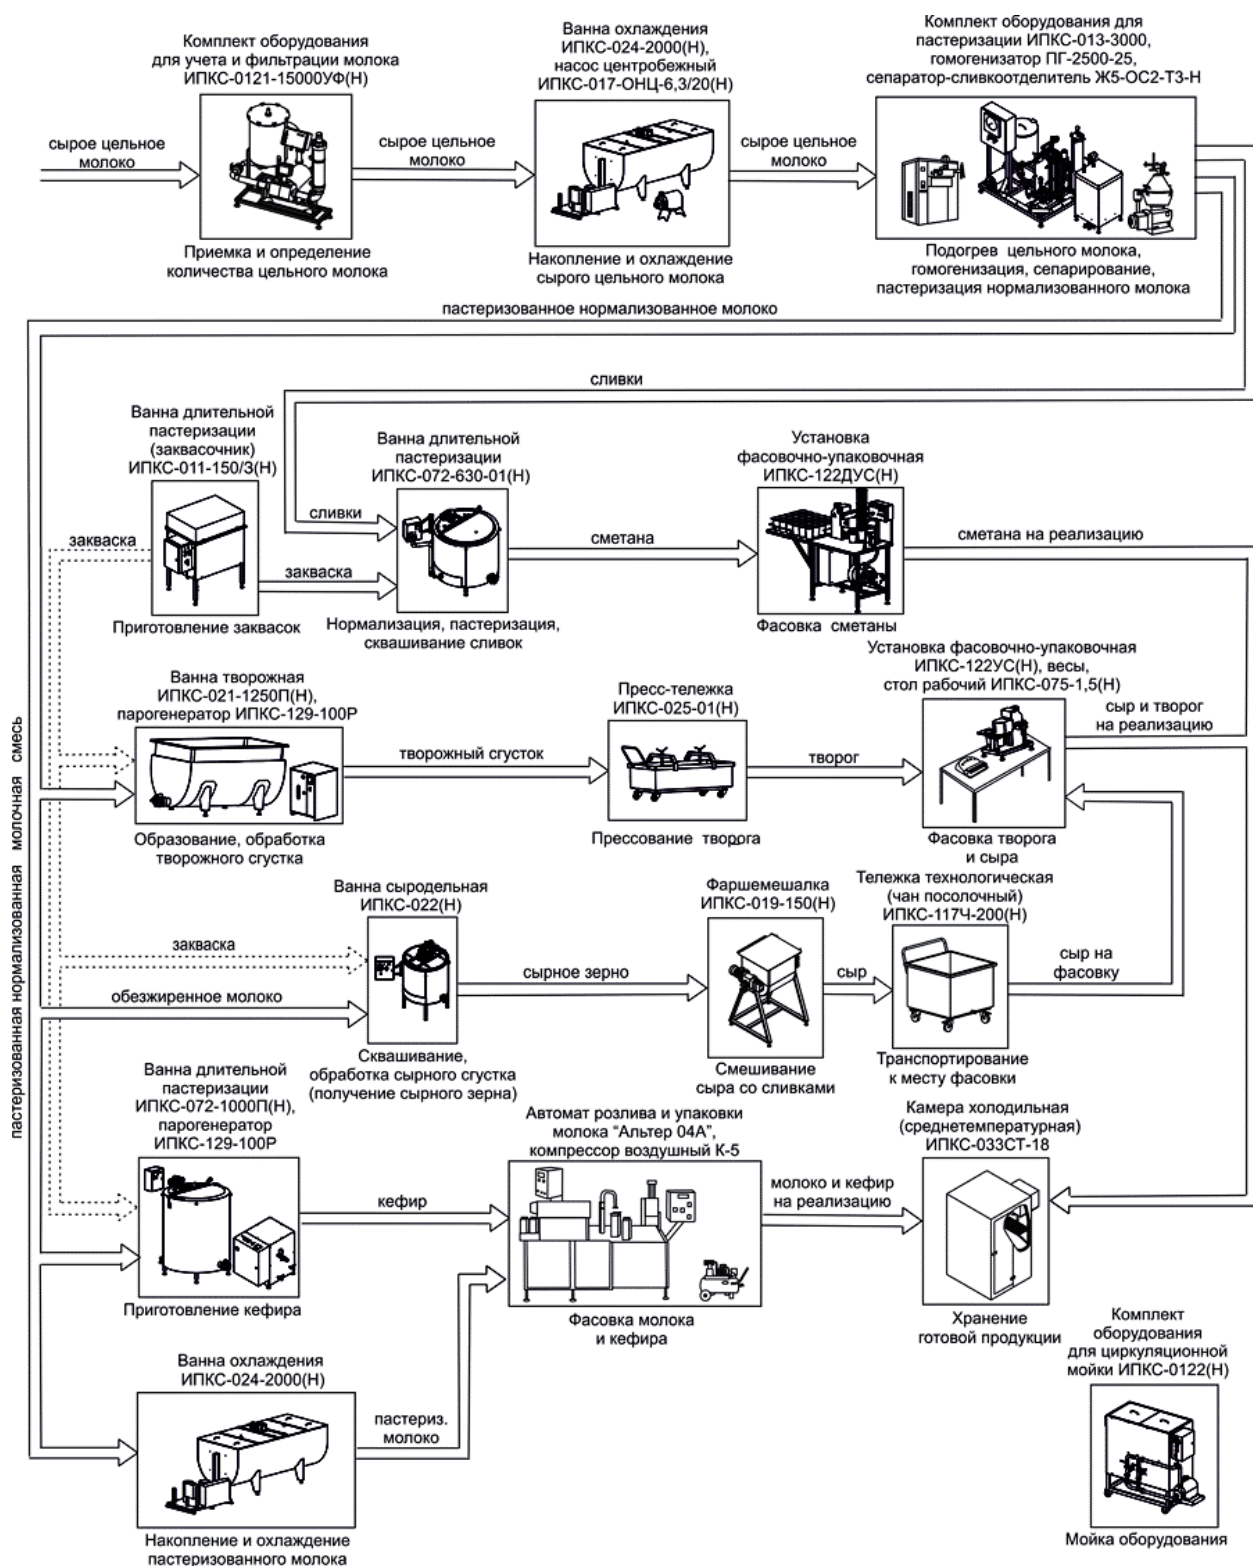 Комплект оборудования
для учета и фильтрации молока
ИПКС-0121-15000УФ(Н)
Ванна охлаждения
ИПКС-024-2000(Н),
насос центробежный
ИПКС-017-ОНЦ-6,3/20(Н)
Комплект оборудования для
пастеризации ИПКС-013-3000,
гомогенизатор ПГ-2500-25,
сепаратор-сливкоотделитель Ж5-ОС2-Т3-Н
сырое цельное
молоко
сырое цельное
молоко
сырое цельное
молоко
Приемка и определение
количества цельного молока
Накопление и охлаждение
сырого цельного молока
Подогрев цельного молока,
гомогенизация, сепарирование,
пастеризация нормализованного молока
пастеризованное нормализованное молоко
сливки
Ванна длительной
пастеризации
(заквасочник)
ИПКС-011-150/3(Н)
Ванна длительной
пастеризации
ИПКС-072-630-01(Н)
Установка
фасовочно-упаковочная
ИПКС-122ДУС(Н)
закваска
сливки
закваска
сметана
сметана на реализацию
Приготовление заквасок
Нормализация, пастеризация,
сквашивание сливок
Фасовка сметаны
Ванна творожная
ИПКС-021-1250П(Н),
парогенератор ИПКС-129-100Р
Пресс-тележка
ИПКС-025-01(Н)
Установка фасовочно-упаковочная
ИПКС-122УС(Н), весы,
стол рабочий ИПКС-075-1,5(Н)
творожный сгусток
творог
сыр и творог
на реализацию
Образование, обработка
творожного сгустка
Прессование творога
Фасовка творога
и сыра
пастеризованная нормализованная молочная смесь
Ванна сыродельная
ИПКС-022(Н)
Фаршемешалка
ИПКС-019-150(Н)
Тележка технологическая
(чан посолочный)
ИПКС-117Ч-200(Н)
закваска
обезжиренное молоко
сырное зерно
сыр
сыр на
фасовку
Сквашивание,
обработка сырного сгустка
(получение сырного зерна)
Смешивание
сыра со сливками
Транспортирование
к месту фасовки
Ванна длительной
пастеризации
ИПКС-072-1000П(Н),
парогенератор
ИПКС-129-100Р
Автомат розлива и упаковки
молока “Альтер 04А”,
компрессор воздушный К-5
Камера холодильная
(среднетемпературная)
ИПКС-033СТ-18
кефир
молоко и кефир
на реализацию
Приготовление кефира
Фасовка молока
и кефира
Хранение
готовой продукции
Ванна охлаждения
ИПКС-024-2000(Н)
пастериз.
молоко
Накопление и охлаждение
пастеризованного молока
Комплект
оборудования
для циркуляционной
мойки ИПКС-0122(Н)
Мойка оборудования